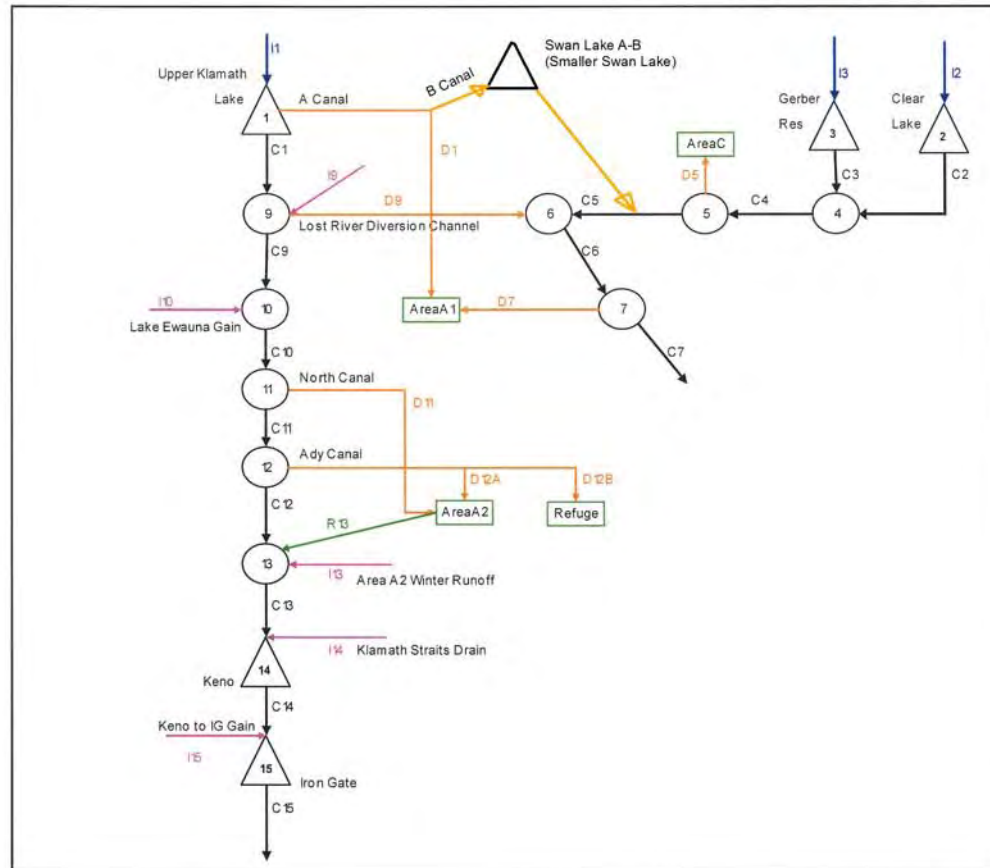 I1
Upper Klamath
Lake
1
A Canal
B Canal
Swan Lake A-B
(Smaller Swan Lake)
I3
Gerber
Res
3
I2
Clear
Lake
2
C1
D1
AreaC
D5
C3
C2
I9
9
D9
Lost River Diversion Channel
6
C5
5
C4
4
C9
C6
I10
10
Lake Ewauna Gain
AreaA1
D7
7
C10
C7
North Canal
11
D11
C11
Ady Canal
12
D12A
D12B
C12
AreaA2
Refuge
R13
13
I13
Area A2 Winter Runoff
C13
I14
Klamath Straits Drain
14
Keno
C14
Keno to IG Gain
I15
15
Iron Gate
C15